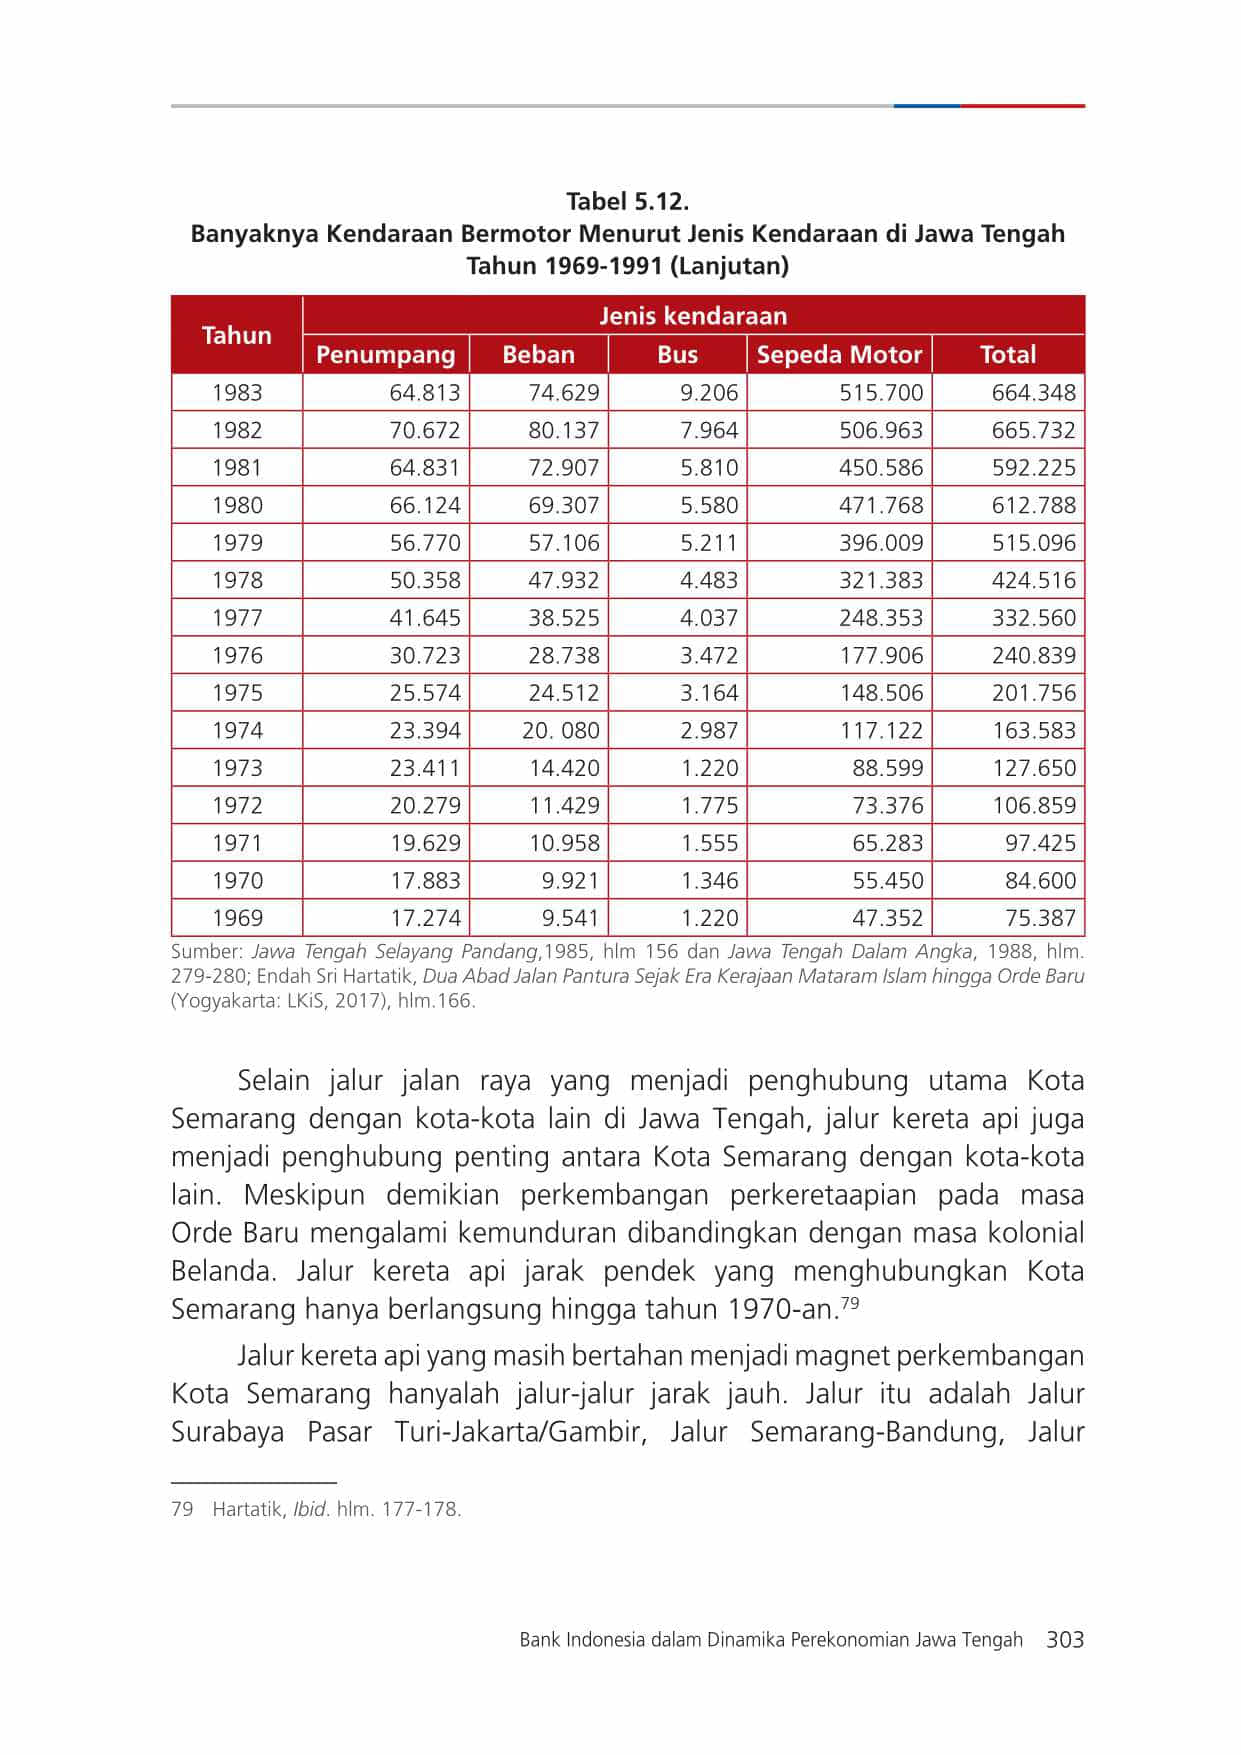 Tabel 5.12.
Banyaknya Kendaraan Bermotor Menurut Jenis Kendaraan di Jawa Tengah
Tahun 1969-1991 (Lanjutan)
Tahun Jenis kendaraan
Penumpang Beban Bus Sepeda Motor Total
1983 64.813 74.629 9.206 515.700 664.348
1982 70.672 80.137 7.964 506.963 665.732
1981 64.831 72.907 5.810 450.586 592.225
1980 66.124 69.307 5.580 471.768 612.788
1979 56.770 57.106 5.211 396.009 515.096
1978 50.358 47.932 4.483 321.383 424.516
1977 41.645 38.525 4.037 248.353 332.560
1976 30.723 28.738 3.472 177.906 240.839
1975 25.574 24.512 3.164 148.506 201.756
1974 23.394 20. 080 2.987 117.122 163.583
1973 23.411 14.420 1.220 88.599 127.650
1972 20.279 11.429 1.775 73.376 106.859
1971 19.629 10.958 1.555 65.283 97.425
1970 17.883 9.921 1.346 55.450 84.600
1969 17.274 9.541 1.220 47.352 75.387
Sumber: Jawa Tengah Selayang Pandang,1985, hlm 156 dan Jawa Tengah Dalam Angka, 1988, hlm.
279-280; Endah Sri Hartatik, Dua Abad Jalan Pantura Sejak Era Kerajaan Mataram Islam hingga Orde Baru
(Yogyakarta: LKiS, 2017), hlm.166.
Selain jalur jalan raya yang menjadi penghubung utama Kota
Semarang dengan kota-kota lain di Jawa Tengah, jalur kereta api juga
menjadi penghubung penting antara Kota Semarang dengan kota-kota
lain. Meskipun demikian perkembangan perkeretaapian pada masa
Orde Baru mengalami kemunduran dibandingkan dengan masa kolonial
Belanda. Jalur kereta api jarak pendek yang menghubungkan Kota
Semarang hanya berlangsung hingga tahun 1970-an.79
Jalur kereta api yang masih bertahan menjadi magnet perkembangan
Kota Semarang hanyalah jalur-jalur jarak jauh. Jalur itu adalah Jalur
Surabaya Pasar Turi-Jakarta/Gambir, Jalur Semarang-Bandung, Jalur
79 Hartatik, Ibid. hlm. 177-178.
Bank Indonesia dalam Dinamika Perekonomian Jawa Tengah 303